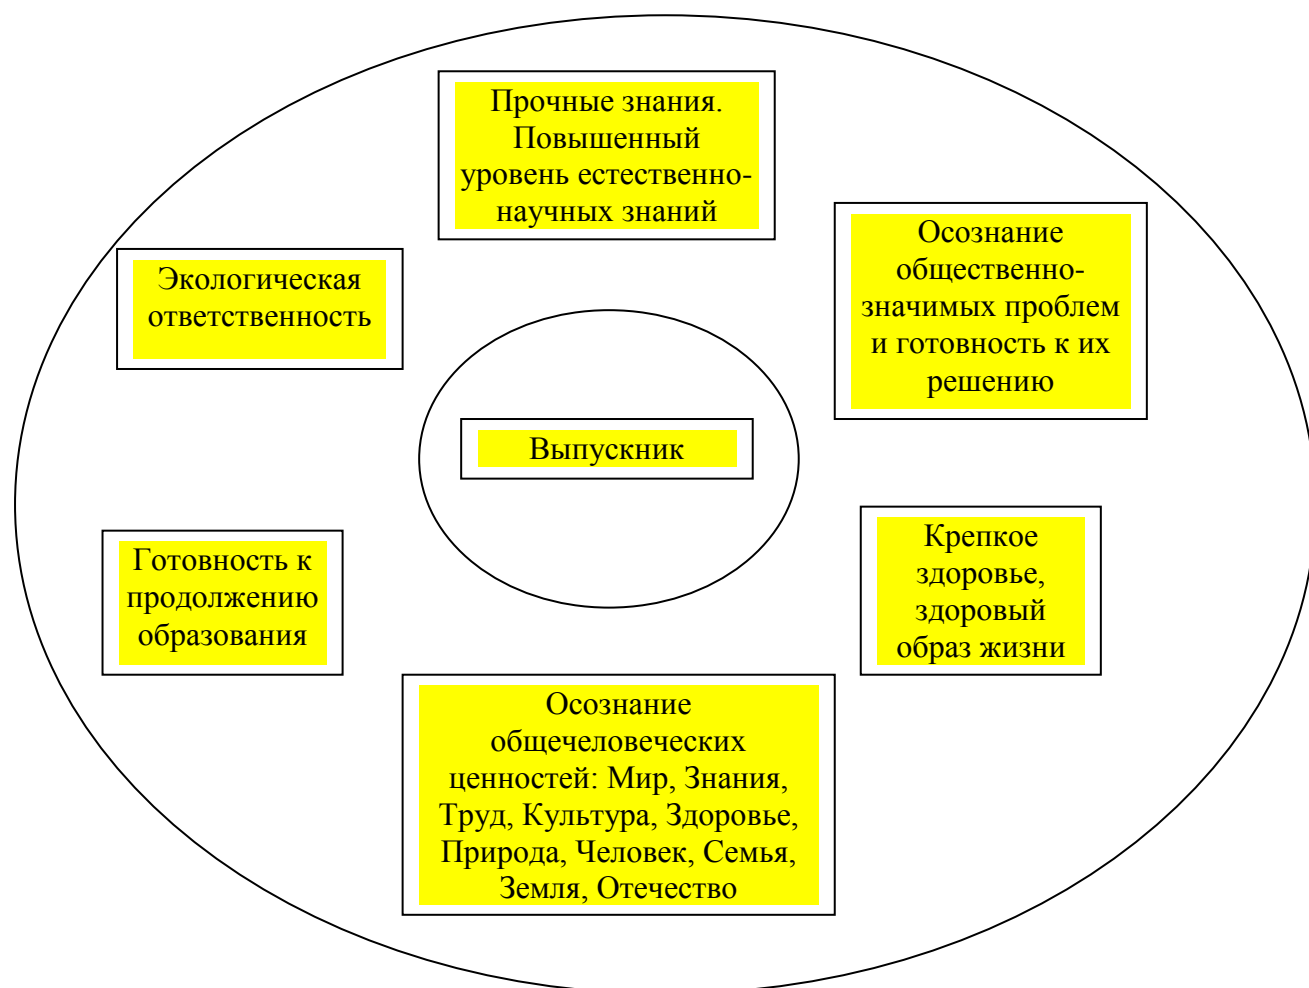 Прочные знания.
Повышенный
уровень естественно-
научных знаний
Осознание
общественно-
значимых проблем
и готовность к их
решению
Экологическая
ответственность
Выпускник
Готовность к
продолжению
образования
Крепкое
здоровье,
здоровый
образ жизни
Осознание
общечеловеческих
ценностей: Мир, Знания,
Труд, Культура, Здоровье,
Природа, Человек, Семья,
Земля, Отечество